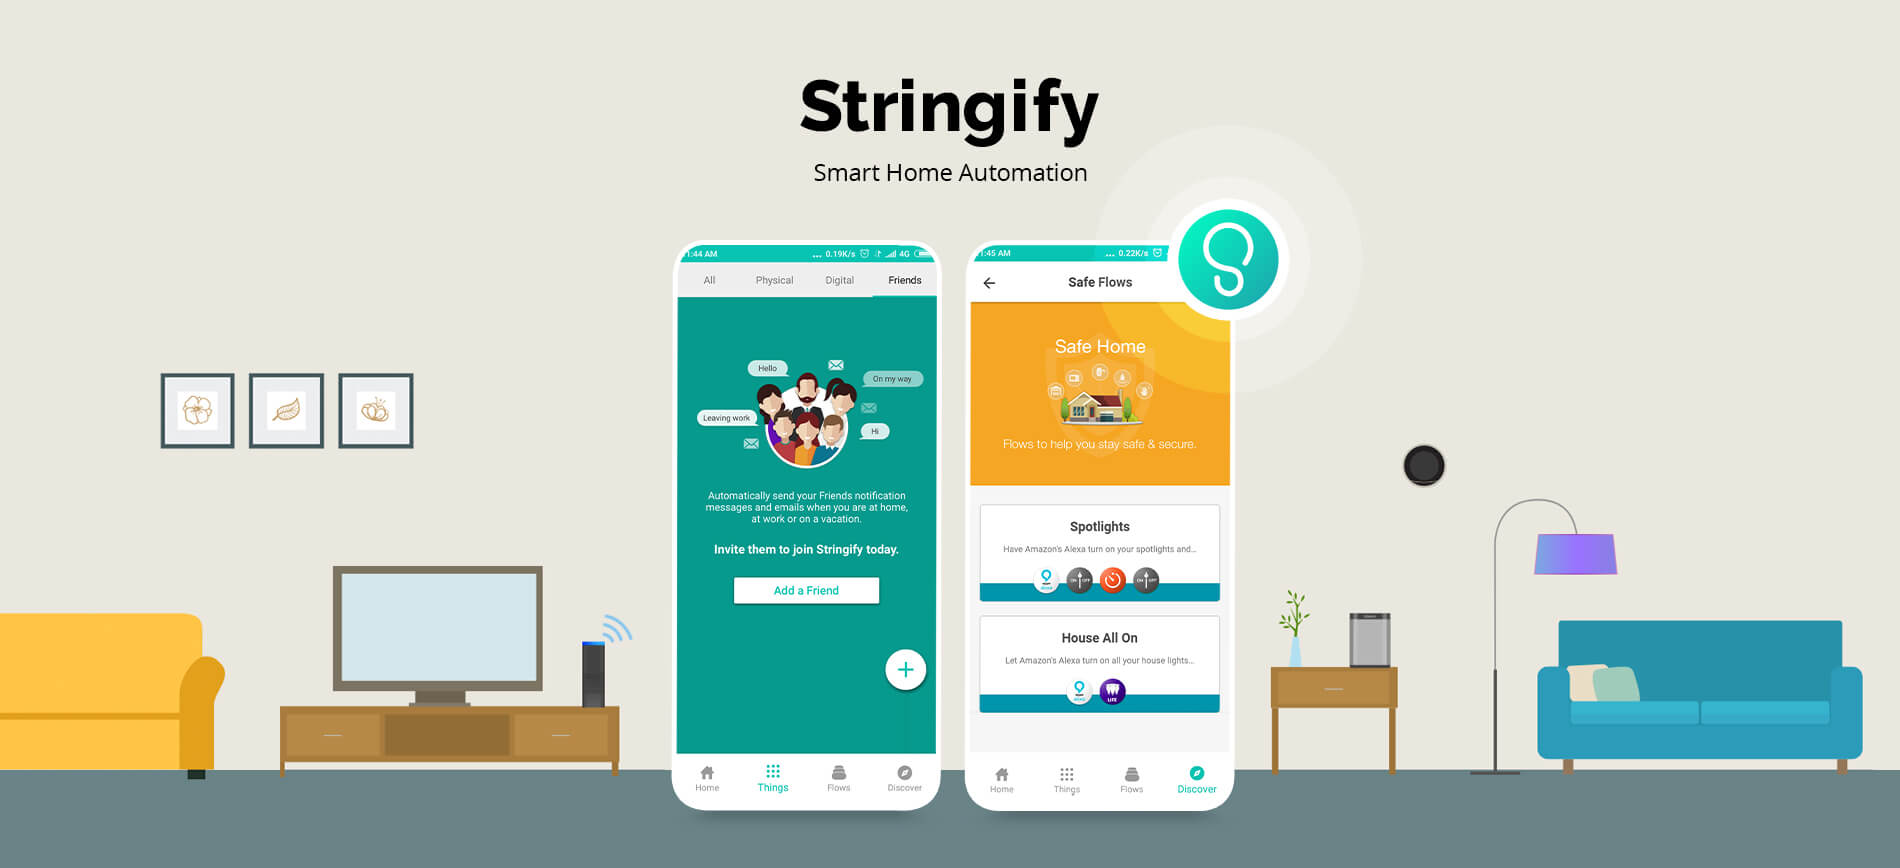 Stringify
Smart Home Automation
1:44 AM
... 0.19K/s
4G
All
Physical
Digital
Friends
Hello
On my way
Leaving work
Hi
Automatically send your Friends notification
messages and emails when you are at home,
at work or on a vacation.
Invite them to join Stringify today.
Add a Friend
+
Home
Things
Flows
Discover
1:45 AM
... 0.22K/s
Safe Flows
Safe Home
Flows to help you stay safe & secure.
Spotlights
Have Amazon's Alexa turn on your spotlights and...
ON OFF
ON OFF
House All On
Let Amazon's Alexa turn on all your house lights...
Home
Things
Flows
Discover